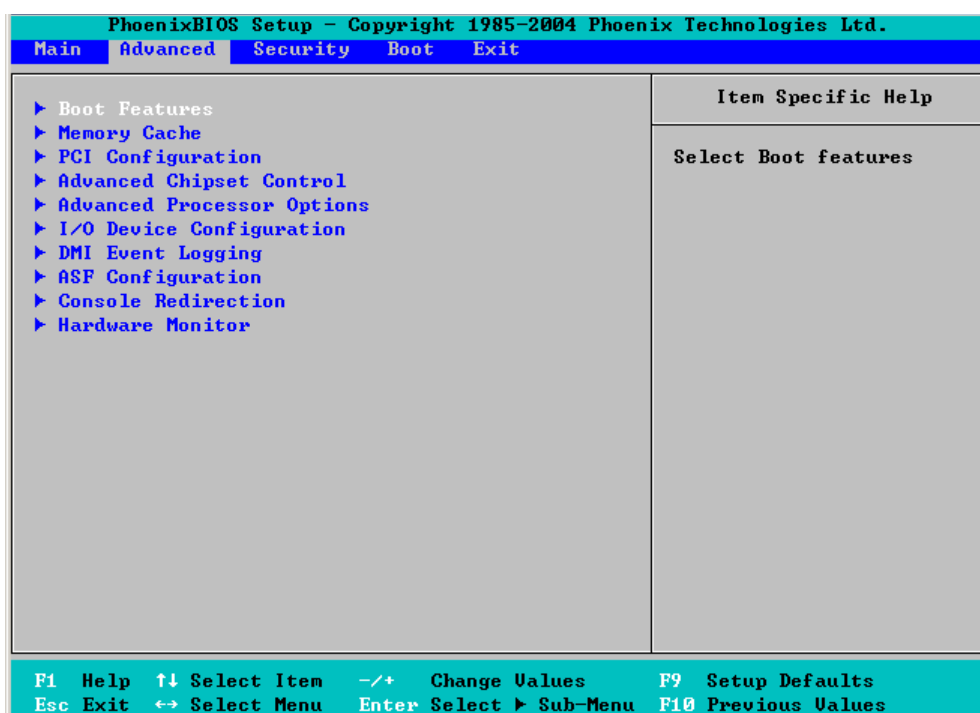 PhoenixBIOS Setup - Copyright 1985-2004 Phoenix Technologies Ltd.
Main Advanced Security Boot Exit
▶ Boot Features
▶ Memory Cache
▶ PCI Configuration
▶ Advanced Chipset Control
▶ Advanced Processor Options
▶ I/O Device Configuration
▶ DMI Event Logging
▶ ASF Configuration
▶ Console Redirection
▶ Hardware Monitor
Item Specific Help
Select Boot features
F1 Help ↑↓ Select Item -/+ Change Values F9 Setup Defaults
Esc Exit ↔ Select Menu Enter Select ▶ Sub-Menu F10 Previous Values